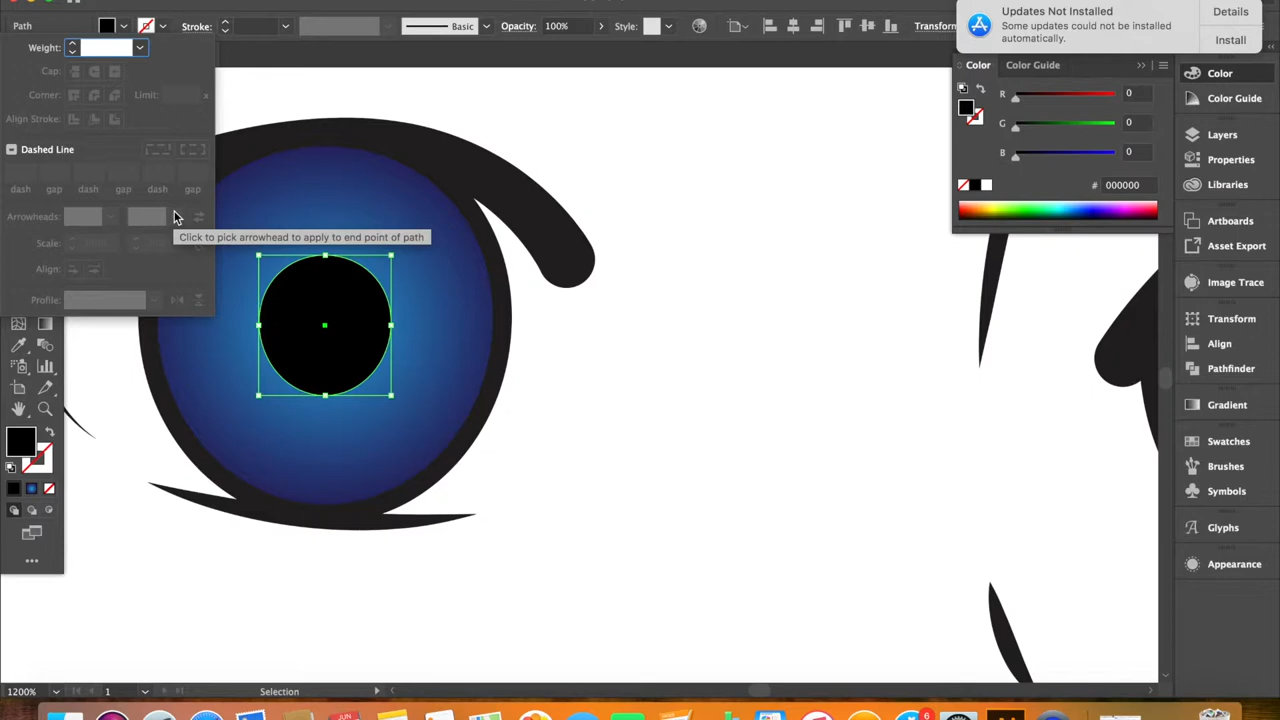 Path
Stroke:
Basic
Opacity:
100%
Style:
Transform
Updates Not Installed
Some updates could not be installed
automatically.
Details
Install
Weight:
Cap:
Corner:
Limit:
Align Stroke:
Dashed Line
dash
gap
dash
gap
dash
gap
Arrowheads:
Click to pick arrowhead to apply to end point of path
Scale:
Align:
Profile:
Color
Color Guide
R
0
G
0
B
0
#
000000
Color
Color Guide
Layers
Properties
Libraries
Artboards
Asset Export
Image Trace
Transform
Align
Pathfinder
Gradient
Swatches
Brushes
Symbols
Glyphs
Appearance
1200%
1
Selection
JUN
6